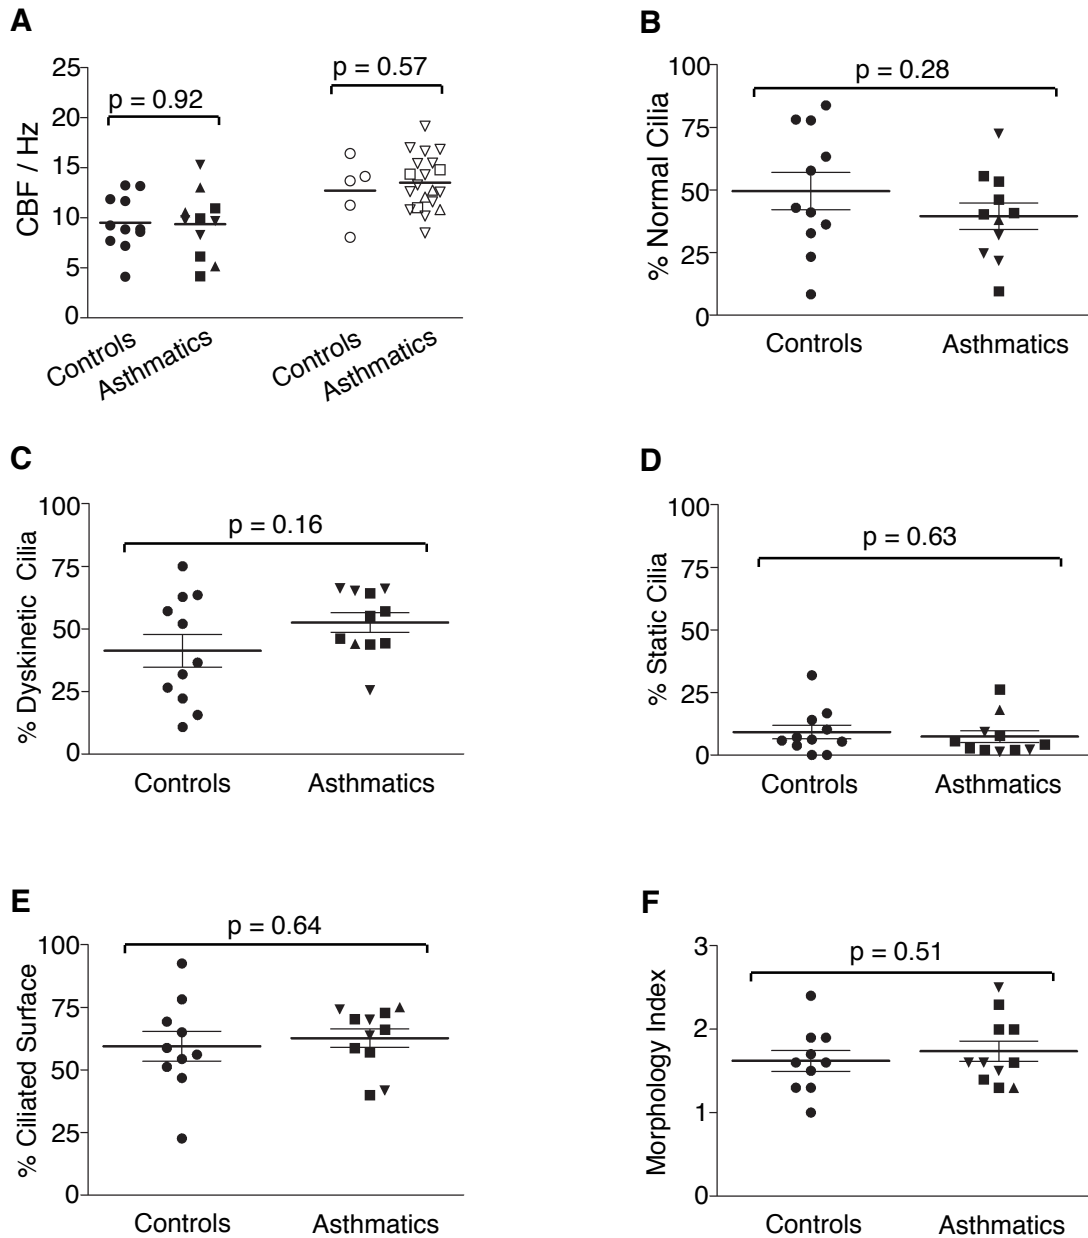 A
CBF / Hz
25
20
15
10
5
0
p = 0.92
p = 0.57
Controls
Asthmatics
Controls
Asthmatics
B
% Normal Cilia
100
75
50
25
0
p = 0.28
Controls
Asthmatics
C
% Dyskinetic Cilia
100
75
50
25
0
p = 0.16
Controls
Asthmatics
D
% Static Cilia
100
75
50
25
0
p = 0.63
Controls
Asthmatics
E
% Ciliated Surface
100
75
50
25
0
p = 0.64
Controls
Asthmatics
F
Morphology Index
3
2
1
0
p = 0.51
Controls
Asthmatics